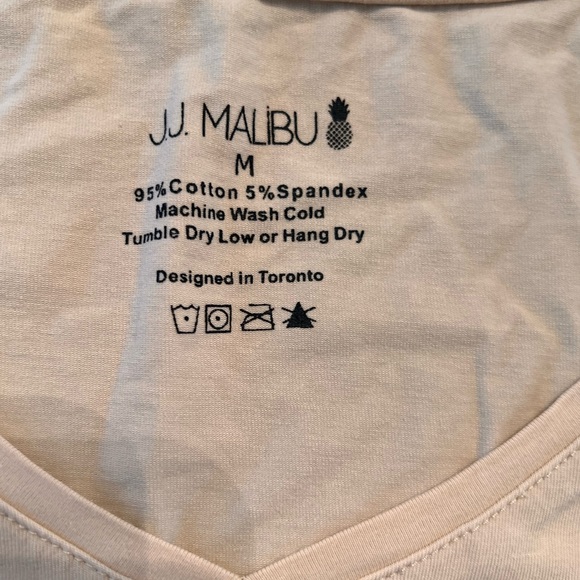 J.J. MALiBU
M
95%Cotton 5%Spandex
Machine Wash Cold
Tumble Dry Low or Hang Dry
Designed in Toronto